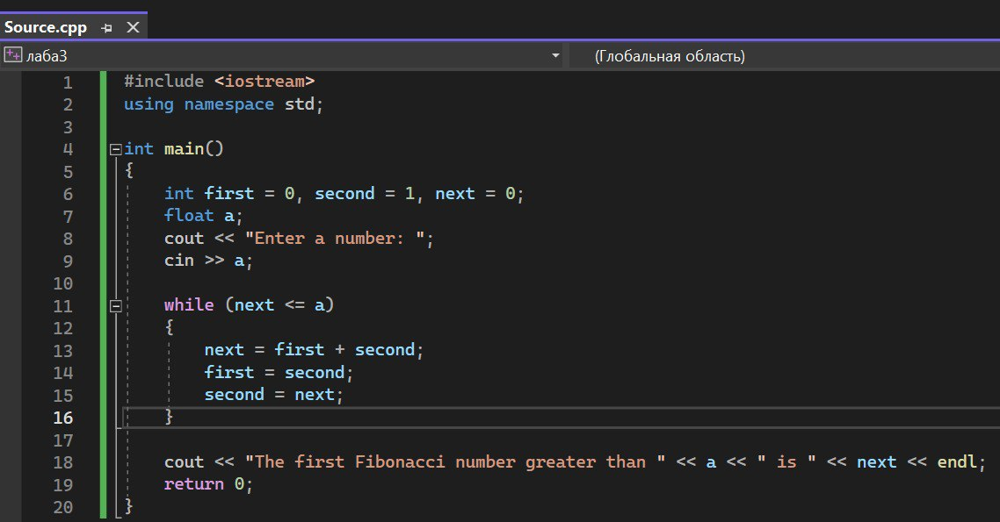 Source.cpp
лаба3 (Глобальная область)
1 #include <iostream>
2 using namespace std;
3
4 int main()
5 {
6 int first = 0, second = 1, next = 0;
7 float a;
8 cout << "Enter a number: ";
9 cin >> a;
10
11 while (next <= a)
12 {
13 next = first + second;
14 first = second;
15 second = next;
16 }
17
18 cout << "The first Fibonacci number greater than " << a << " is " << next << endl;
19 return 0;
20 }